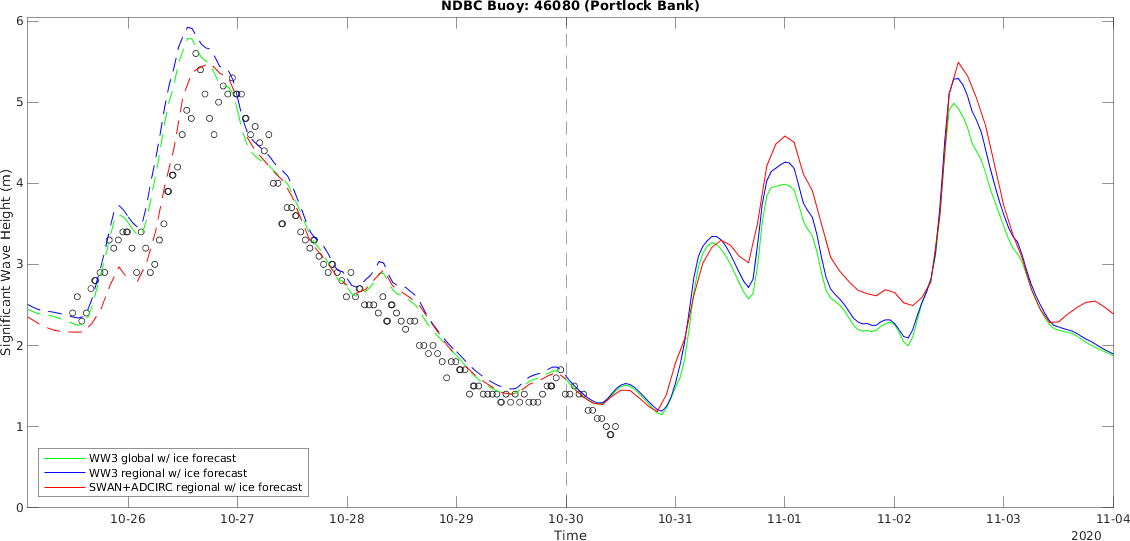 NDBC Buoy: 46080 (Portlock Bank)
Significant Wave Height (m)
6
5
4
3
2
1
0
WW3 global w/ ice forecast
WW3 regional w/ ice forecast
SWAN+ADCIRC regional w/ ice forecast
10-26 10-27 10-28 10-29 10-30 10-31 11-01 11-02 11-03 11-04
Time 2020